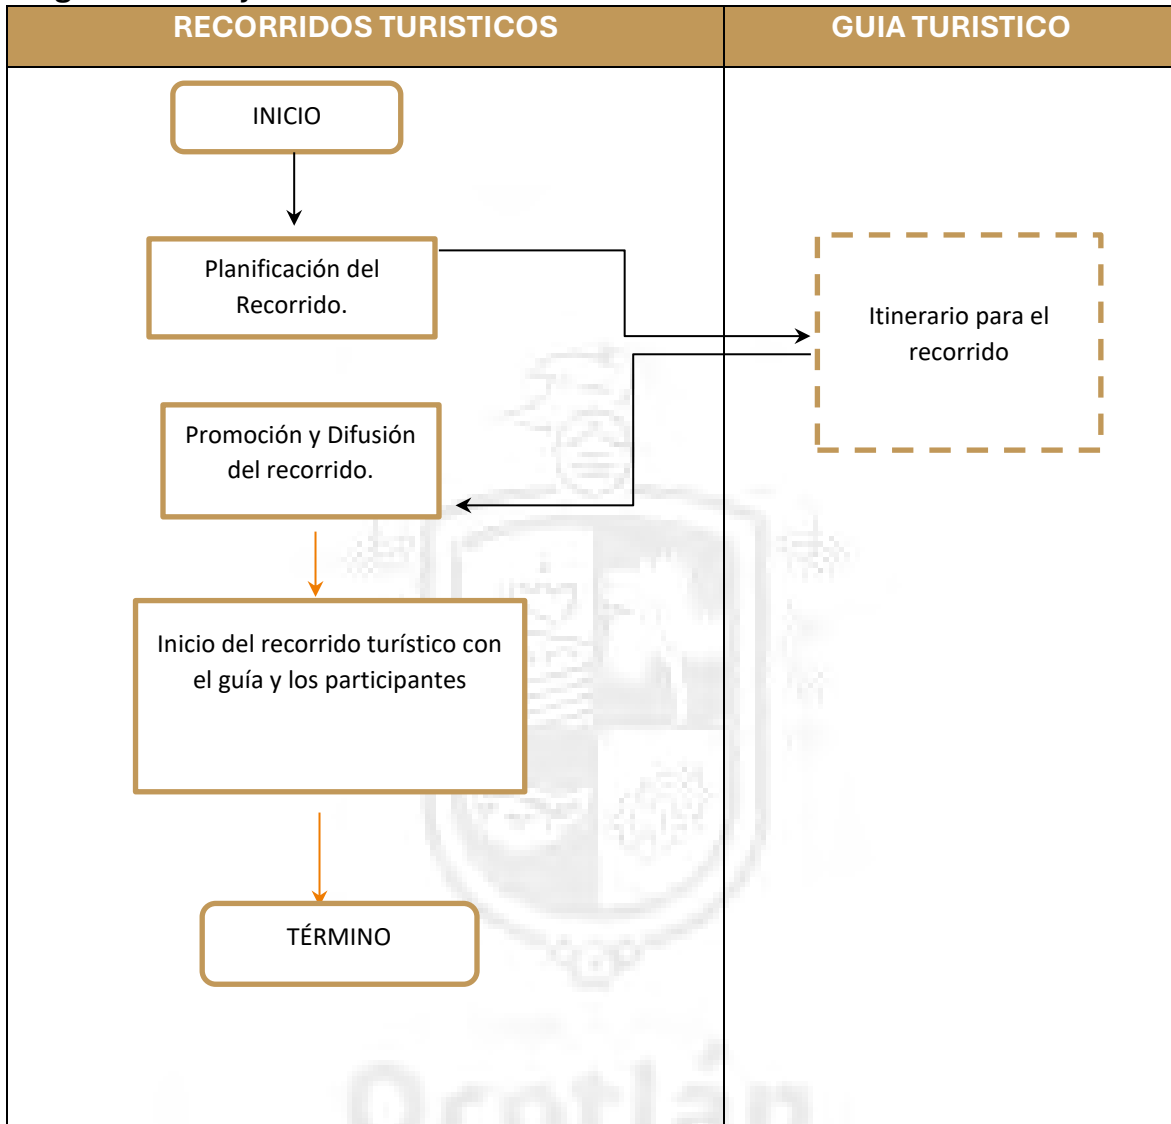 RECORRIDOS TURISTICOS
GUIA TURISTICO
INICIO
Planificación del
Recorrido.
Itinerario para el
recorrido
Promoción y Difusión
del recorrido.
Inicio del recorrido turístico con
el guía y los participantes
TÉRMINO
Ocotlán